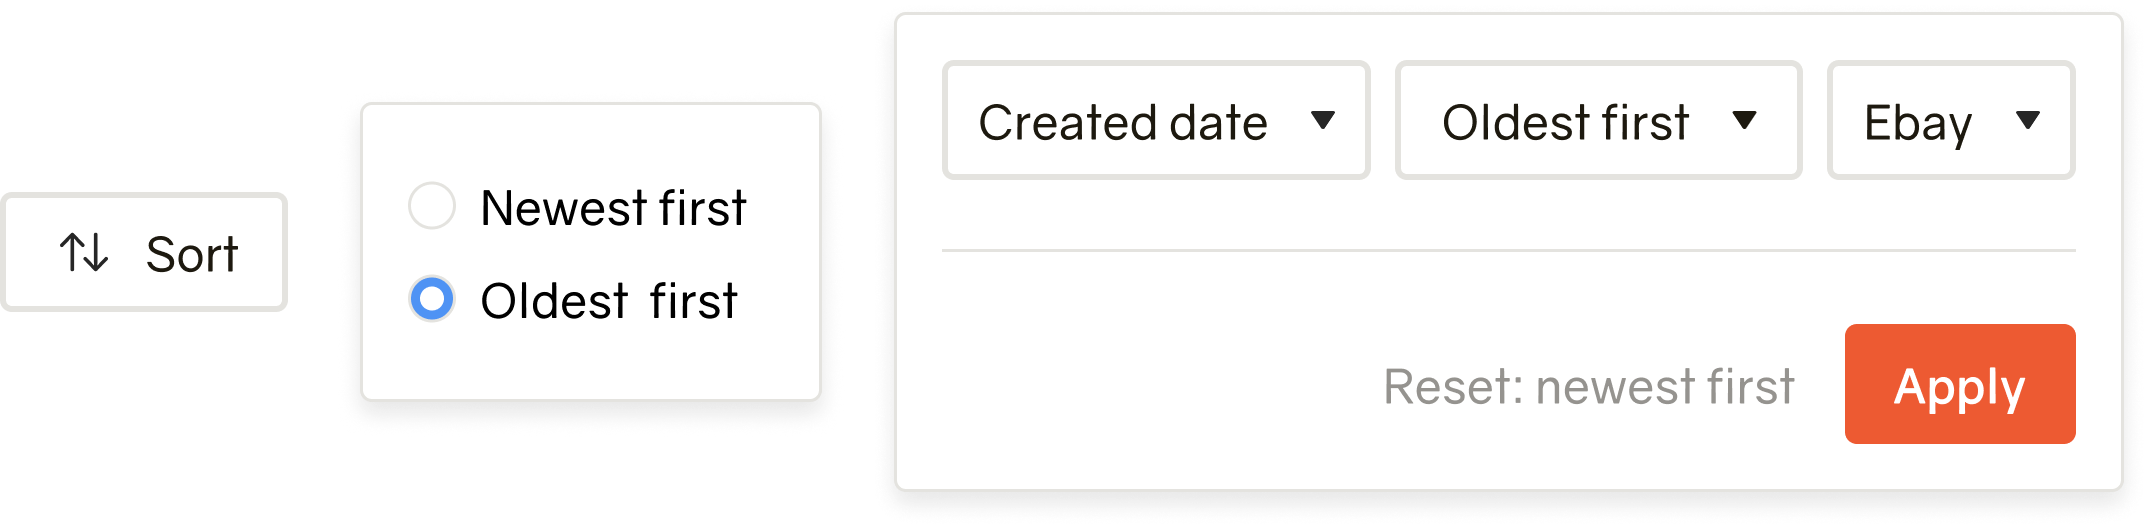 Sort
Newest first
Oldest  first
Created date
Oldest first
Ebay
Reset: newest first
Apply